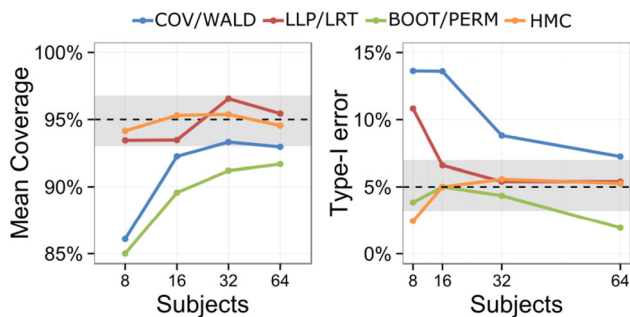 COV/WALD LLP/LRT BOOT/PERM HMC
Mean Coverage
100%
95%
90%
85%
8 16 32 64
Subjects
Type-I error
15%
10%
5%
0%
8 16 32 64
Subjects